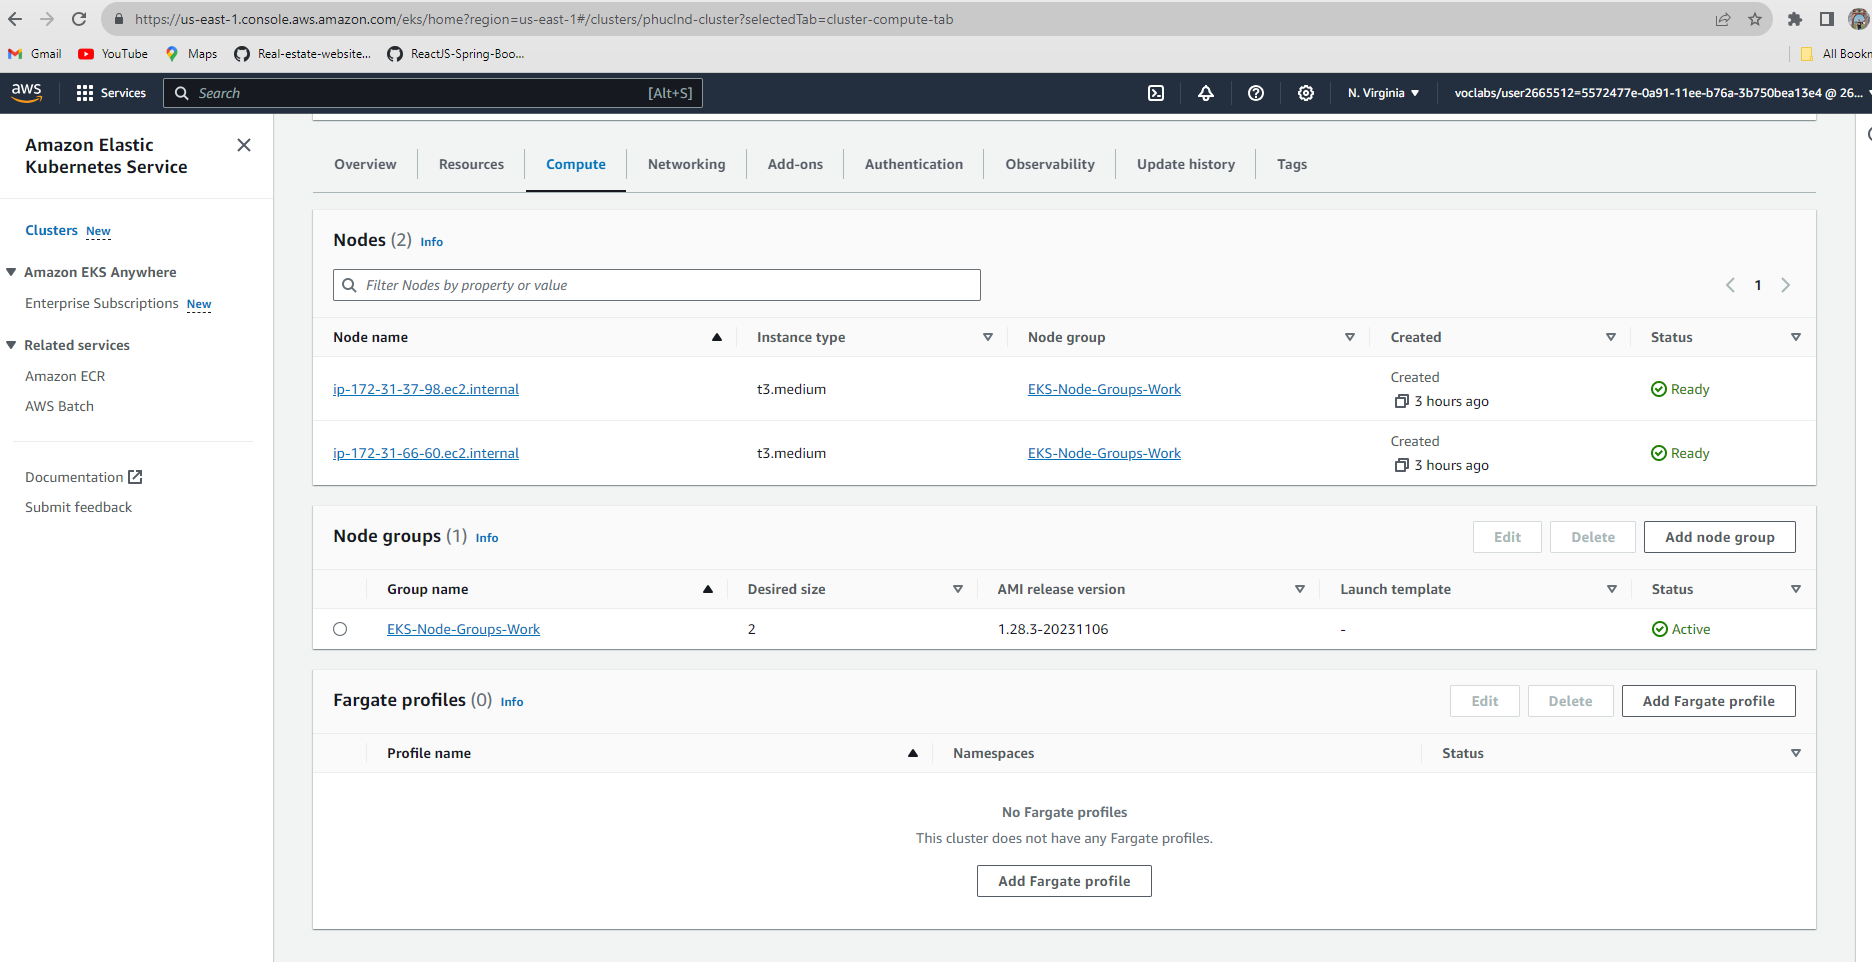 https://us-east-1.console.aws.amazon.com/eks/home?region=us-east-1#/clusters/phuclnd-cluster?selectedTab=cluster-compute-tab
Gmail YouTube Maps Real-estate-website... ReactJS-Spring-Boo... All Bookm
aws Services Search [Alt+S] N. Virginia voclabs/user2665512=5572477e-0a91-11ee-b76a-3b750bea13e4 @ 26...
Amazon Elastic
Kubernetes Service
Clusters New
Amazon EKS Anywhere
Enterprise Subscriptions New
Related services
Amazon ECR
AWS Batch
Documentation
Submit feedback
Overview Resources Compute Networking Add-ons Authentication Observability Update history Tags
Nodes (2) Info
Filter Nodes by property or value
1
Node name Instance type Node group Created Status
ip-172-31-37-98.ec2.internal t3.medium EKS-Node-Groups-Work Created
3 hours ago Ready
ip-172-31-66-60.ec2.internal t3.medium EKS-Node-Groups-Work Created
3 hours ago Ready
Node groups (1) Info Edit Delete Add node group
Group name Desired size AMI release version Launch template Status
EKS-Node-Groups-Work 2 1.28.3-20231106 - Active
Fargate profiles (0) Info Edit Delete Add Fargate profile
Profile name Namespaces Status
No Fargate profiles
This cluster does not have any Fargate profiles.
Add Fargate profile